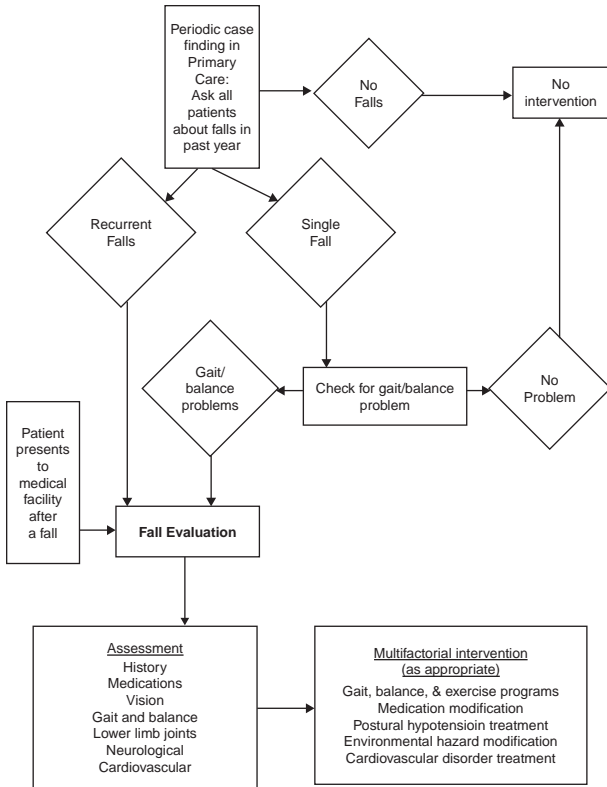 Periodic case
finding in
Primary
Care:
Ask all
patients
about falls in
past year
No
Falls
No
intervention
Recurrent
Falls
Single
Fall
Gait/
balance
problems
Check for gait/balance
problem
No
Problem
Patient
presents
to
medical
facility
after
a fall
Fall Evaluation
Assessment
History
Medications
Vision
Gait and balance
Lower limb joints
Neurological
Cardiovascular
Multifactorial intervention
(as appropriate)
Gait, balance, & exercise programs
Medication modification
Postural hypotensioin treatment
Environmental hazard modification
Cardiovascular disorder treatment